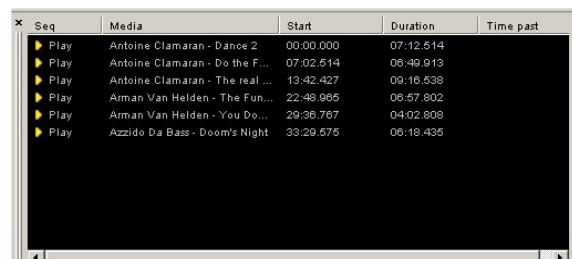 × Seq Media Start Duration Time past
Play Antoine Clamaran - Dance 2 00:00.000 07:12.514
Play Antoine Clamaran - Do the F... 07:02.514 06:49.913
Play Antoine Clamaran - The real ... 13:42.427 09:16.538
Play Arman Van Helden - The Fun... 22:48.965 06:57.802
Play Arman Van Helden - You Do... 29:36.767 04:02.808
Play Azzido Da Bass - Doom's Night 33:29.575 06:18.435